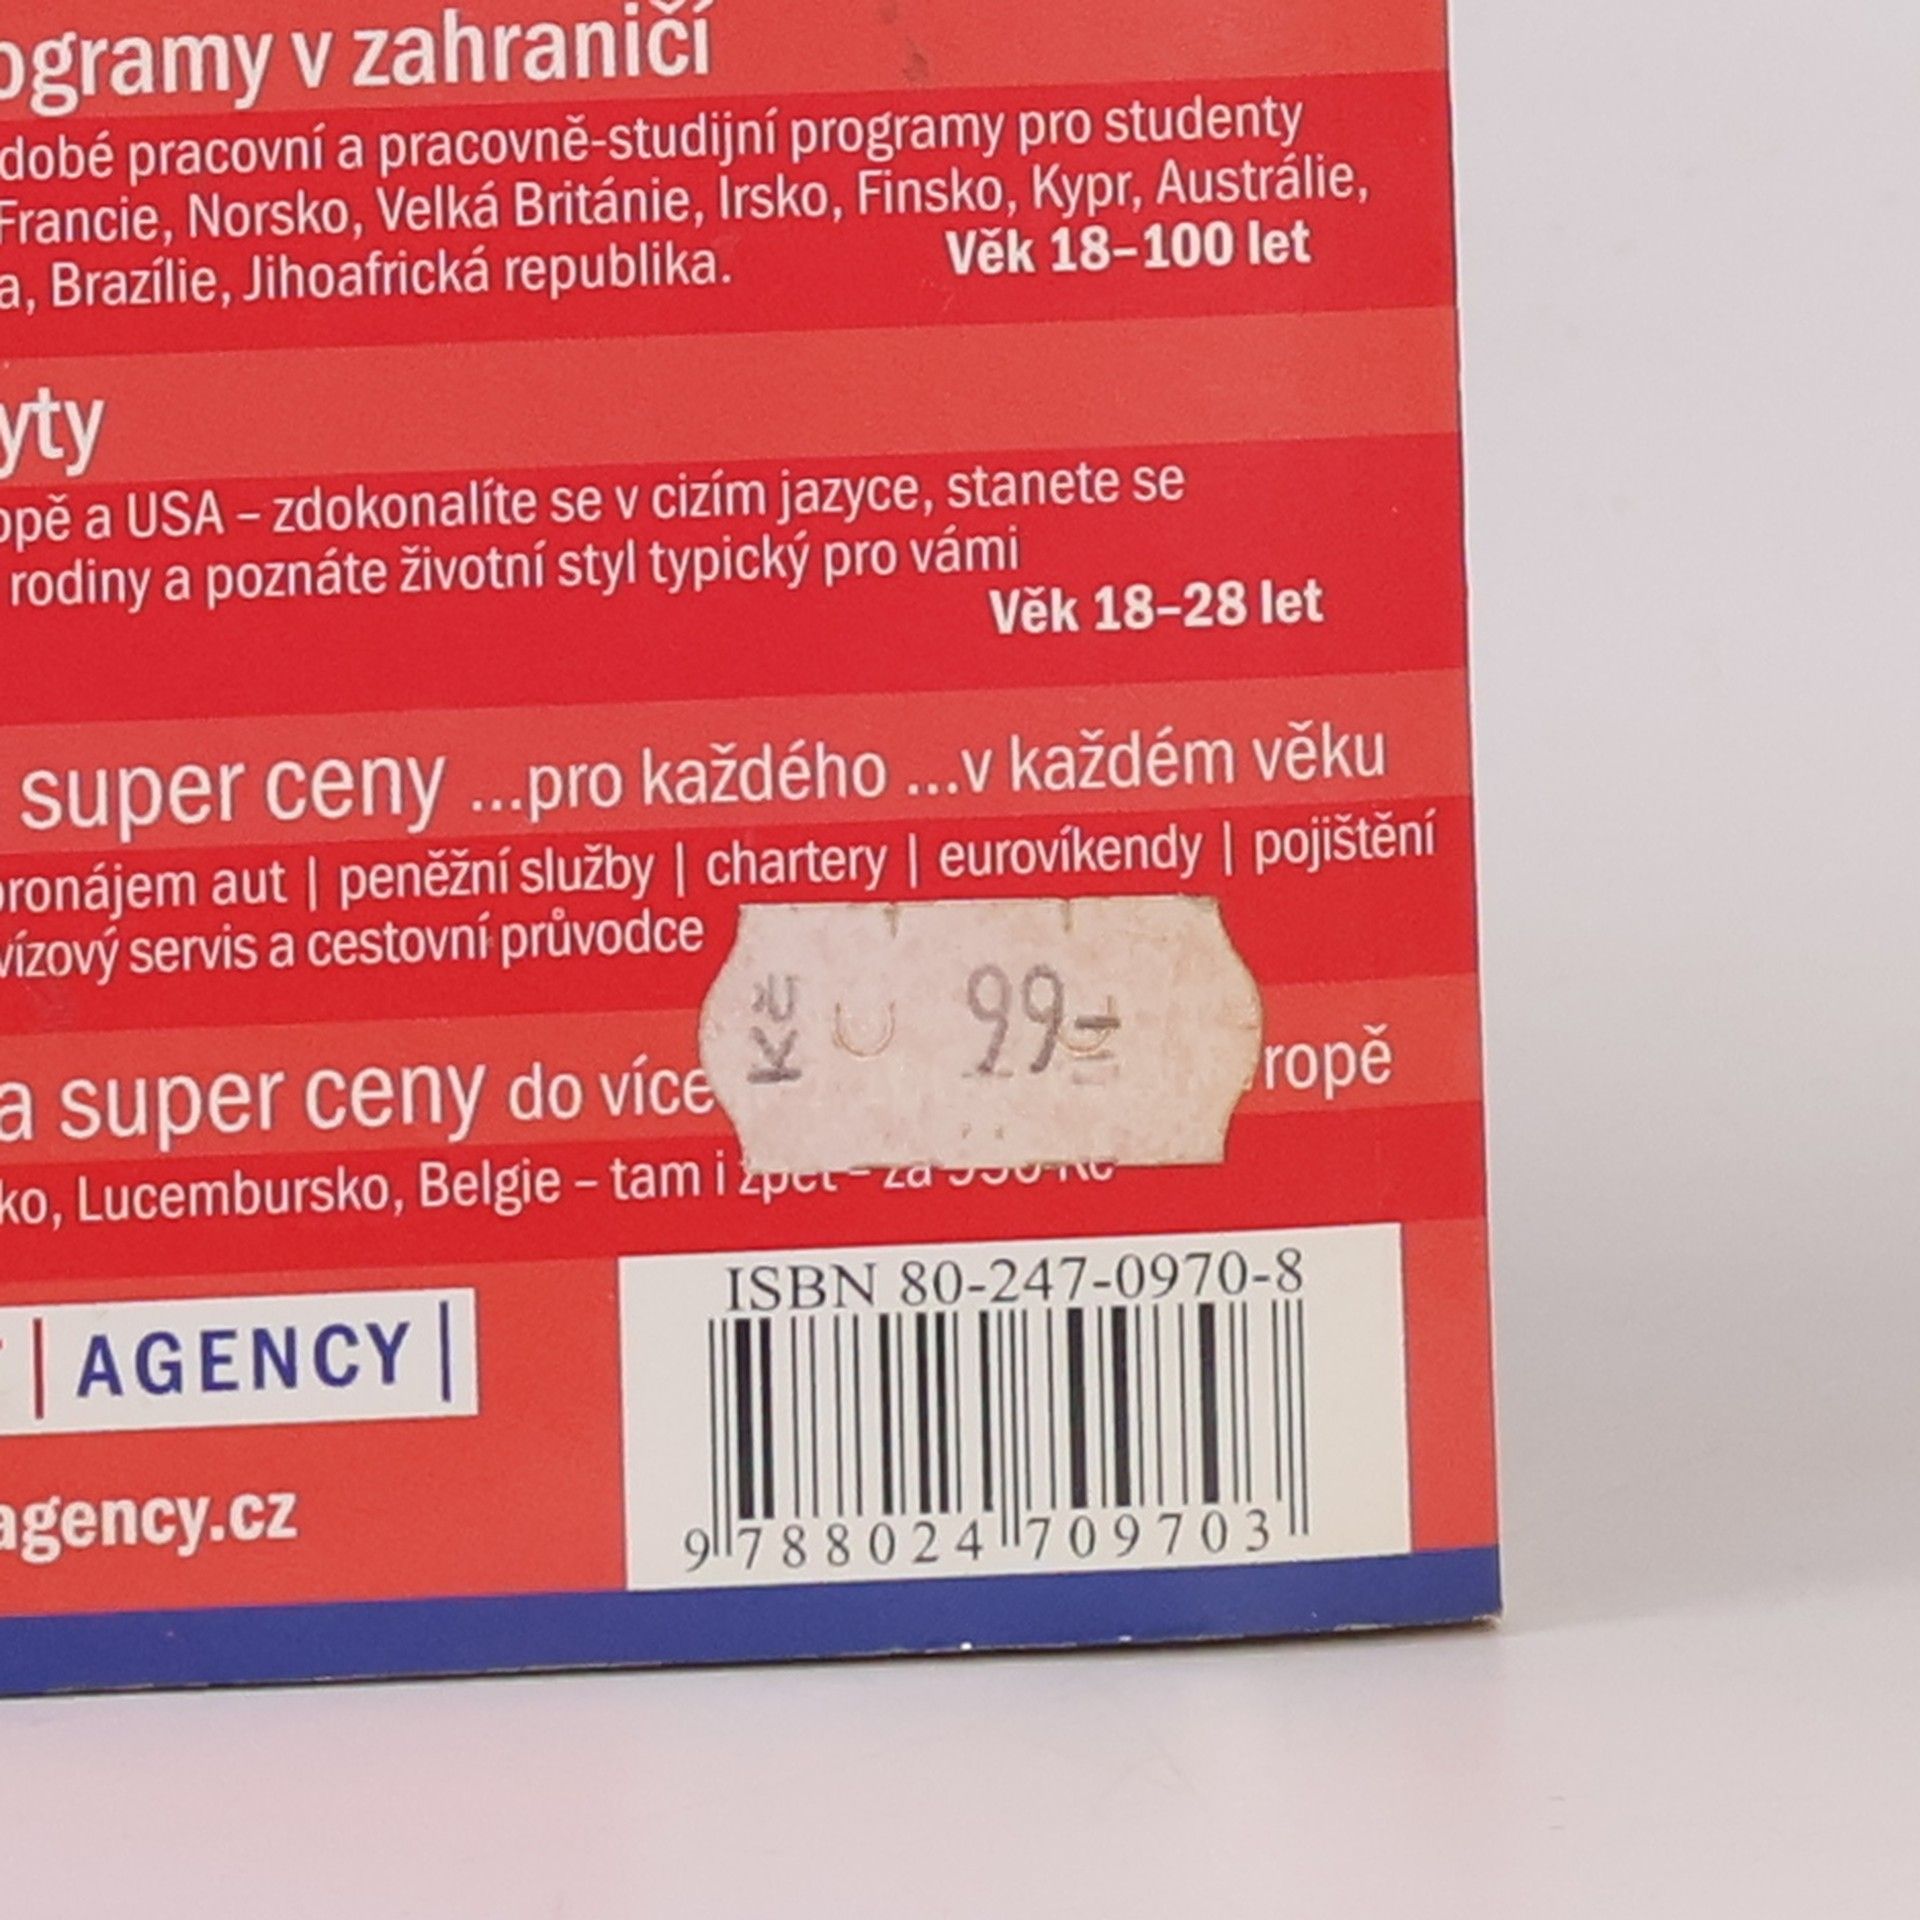 ogramy v zahraničí
dobé pracovní a pracovně-studijní programy pro studenty
Francie, Norsko, Velká Británie, Irsko, Finsko, Kypr, Austrálie,
a, Brazílie, Jihoafrická republika.
Věk 18–100 let
yty
opě a USA – zdokonalíte se v cizím jazyce, stanete se
rodiny a poznáte životní styl typický pro vámi
Věk 18–28 let
super ceny ...pro každého ...v každém věku
pronájem aut | peněžní služby | chartery | eurovíkendy | pojištění
vízový servis a cestovní průvodce
Kč 99,=
a super ceny do více ropě
ko, Lucembursko, Belgie – tam i zpět – za Kč
| AGENCY |
agency.cz
ISBN 80-247-0970-8
9 788024 709703